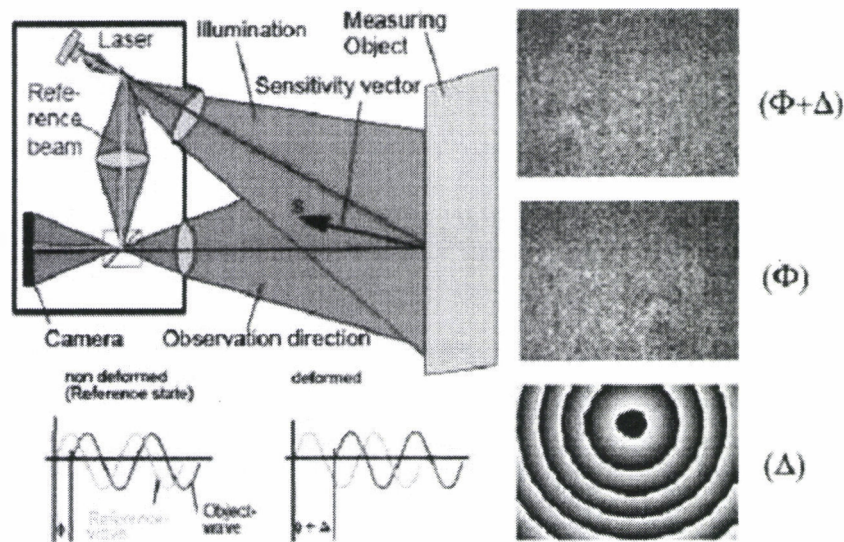 Laser
Illumination
Measuring
Object
Sensitivity vector
Refe-
rence
beam
s
Camera
Observation direction
(Φ+Δ)
(Φ)
(Δ)
non deformed
(Reference state)
deformed
Reference-
wave
Object-
wave
ϕ
ϕ + Δ